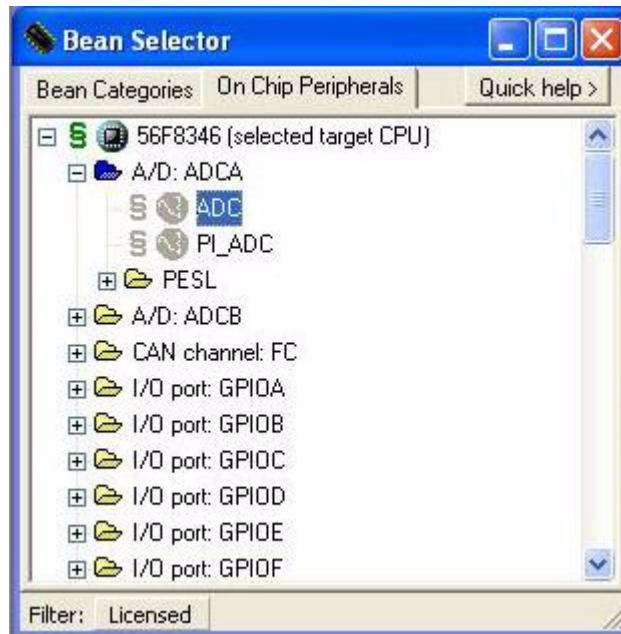 Bean Selector
Bean Categories On Chip Peripherals Quick help >
56F8346 (selected target CPU)
A/D: ADCA
ADC
PI_ADC
PESL
A/D: ADCB
CAN channel: FC
I/O port: GPIOA
I/O port: GPIOB
I/O port: GPIOC
I/O port: GPIOD
I/O port: GPIOE
I/O port: GPIOF
Filter: Licensed